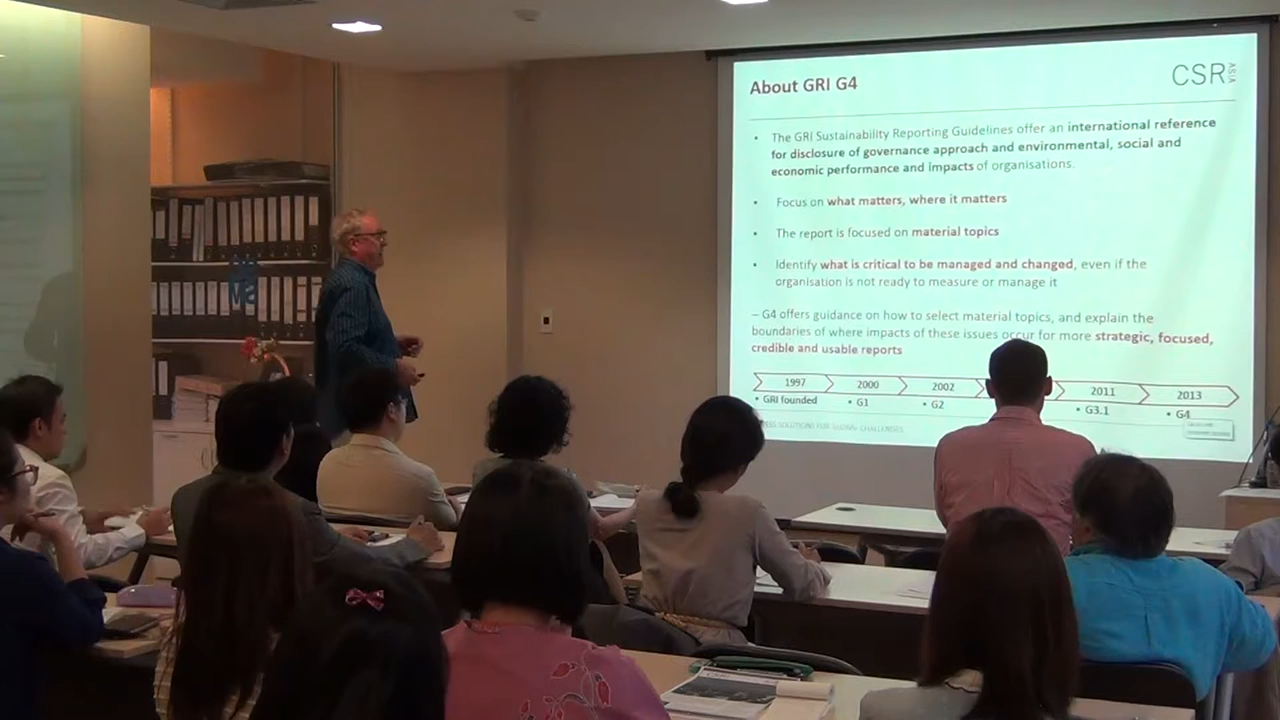 About GRI G4
CSR ASIA
• The GRI Sustainability Reporting Guidelines offer an international reference
for disclosure of governance approach and environmental, social and
economic performance and impacts of organisations.
• Focus on what matters, where it matters
• The report is focused on material topics
• Identify what is critical to be managed and changed, even if the
organisation is not ready to measure or manage it
– G4 offers guidance on how to select material topics, and explain the
boundaries of where impacts of these issues occur for more strategic, focused,
credible and usable reports
1997 2000 2002 2011 2013
• GRI founded • G1 • G2 • G3.1 • G4
SOLUTIONS FOR GLOBAL CHALLENGES